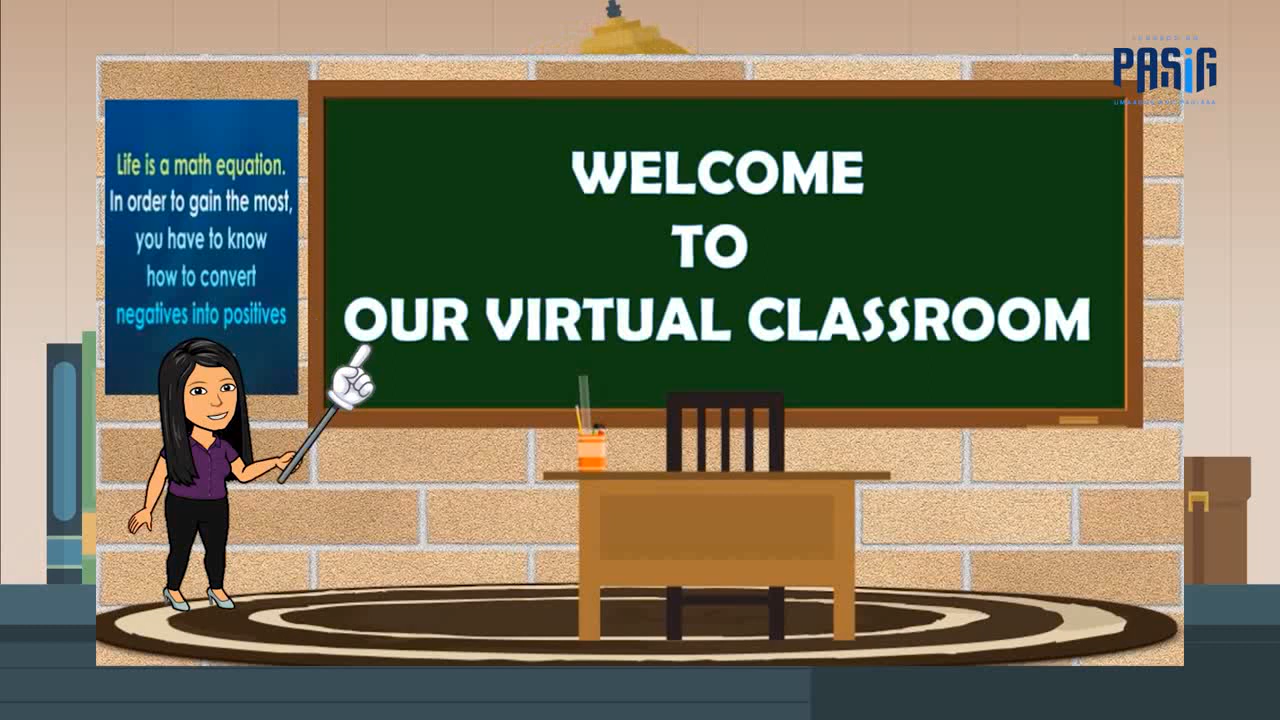 PASiG
Life is a math equation.
In order to gain the most,
you have to know
how to convert
negatives into positives
WELCOME
TO
OUR VIRTUAL CLASSROOM